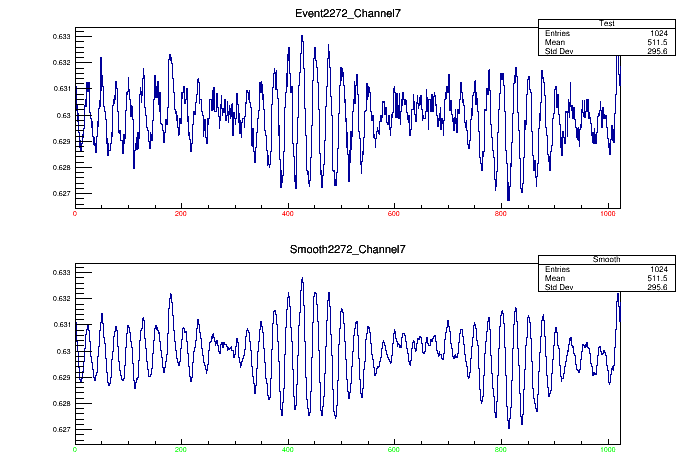 Event2272_Channel7
Test
Entries 1024
Mean 511.5
Std Dev 295.6
0.633
0.632
0.631
0.63
0.629
0.628
0.627
0 200 400 600 800 1000
Smooth2272_Channel7
Smooth
Entries 1024
Mean 511.5
Std Dev 295.6
0.633
0.632
0.631
0.63
0.629
0.628
0.627
0 200 400 600 800 1000